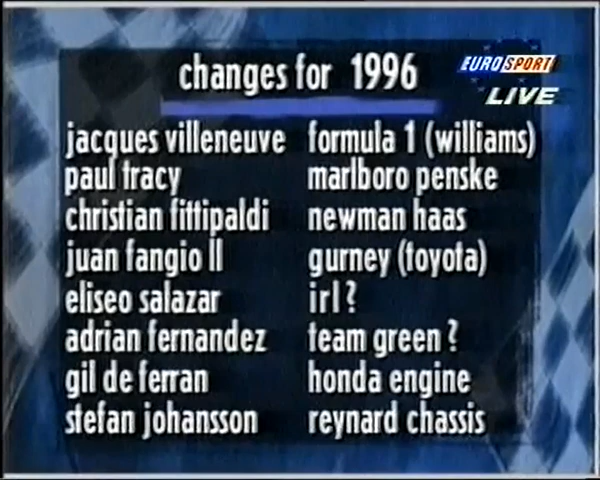 changes for 1996
EUROSPORT
LIVE
jacques villeneuve formula 1 (williams)
paul tracy marlboro penske
christian fittipaldi newman haas
juan fangio II gurney (toyota)
eliseo salazar irl?
adrian fernandez team green?
gil de ferran honda engine
stefan johansson reynard chassis